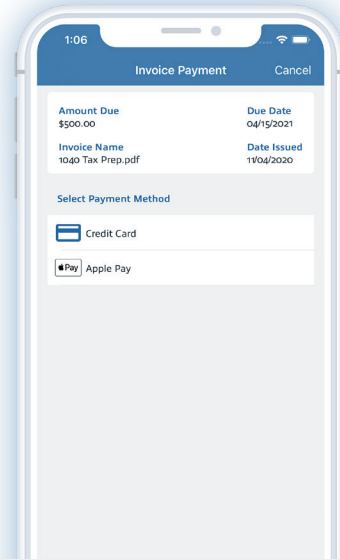 1:06
Invoice Payment Cancel
Amount Due Due Date
$500.00 04/15/2021
Invoice Name Date Issued
1040 Tax Prep.pdf 11/04/2020
Select Payment Method
Credit Card
Pay Apple Pay